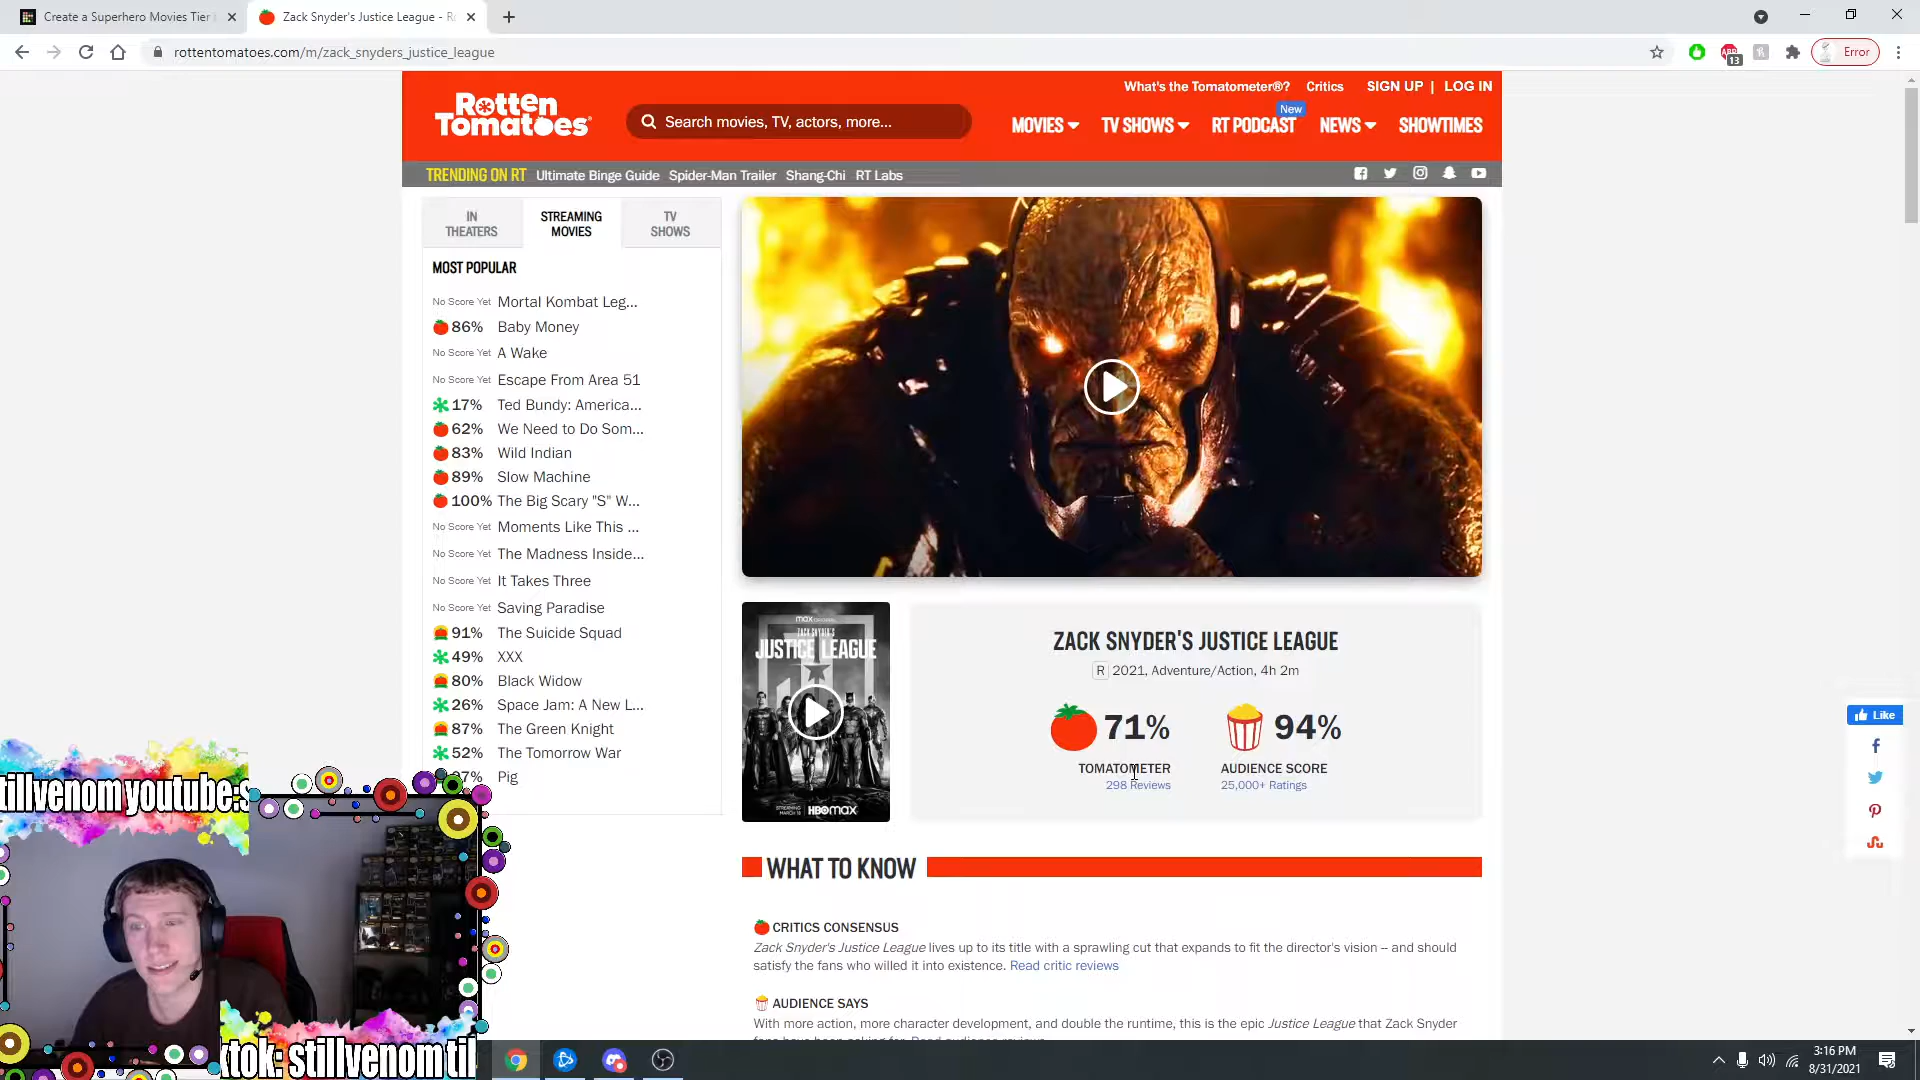 Create a Superhero Movies Tier
Zack Snyder's Justice League - Ro
rottentomatoes.com/m/zack_snyders_justice_league
13
Error
What's the Tomatometer®?
Critics
SIGN UP | LOG IN
Rotten
Tomatoes
Search movies, TV, actors, more...
New
MOVIES
TV SHOWS
RT PODCAST
NEWS
SHOWTIMES
TRENDING ON RT
Ultimate Binge Guide
Spider-Man Trailer
Shang-Chi
RT Labs
IN
THEATERS
STREAMING
MOVIES
TV
SHOWS
MOST POPULAR
No Score Yet Mortal Kombat Leg...
86% Baby Money
No Score Yet A Wake
No Score Yet Escape From Area 51
17% Ted Bundy: America...
62% We Need to Do Som...
83% Wild Indian
89% Slow Machine
100% The Big Scary "S" W...
No Score Yet Moments Like This ...
No Score Yet The Madness Inside...
No Score Yet It Takes Three
No Score Yet Saving Paradise
91% The Suicide Squad
49% XXX
80% Black Widow
26% Space Jam: A New L...
87% The Green Knight
52% The Tomorrow War
7% Pig
max ORIGINAL
ZACK SNYDER'S
JUSTICE LEAGUE
STREAMING
MARCH 18
HBOmax
ZACK SNYDER'S JUSTICE LEAGUE
R 2021, Adventure/Action, 4h 2m
71%
94%
TOMATOMETER
AUDIENCE SCORE
298 Reviews
25,000+ Ratings
Like
WHAT TO KNOW
CRITICS CONSENSUS
Zack Snyder's Justice League lives up to its title with a sprawling cut that expands to fit the director's vision -- and should
satisfy the fans who willed it into existence. Read critic reviews
AUDIENCE SAYS
With more action, more character development, and double the runtime, this is the epic Justice League that Zack Snyder
tillvenom youtube:s
ktok: stillvenom til
3:16 PM
8/31/2021